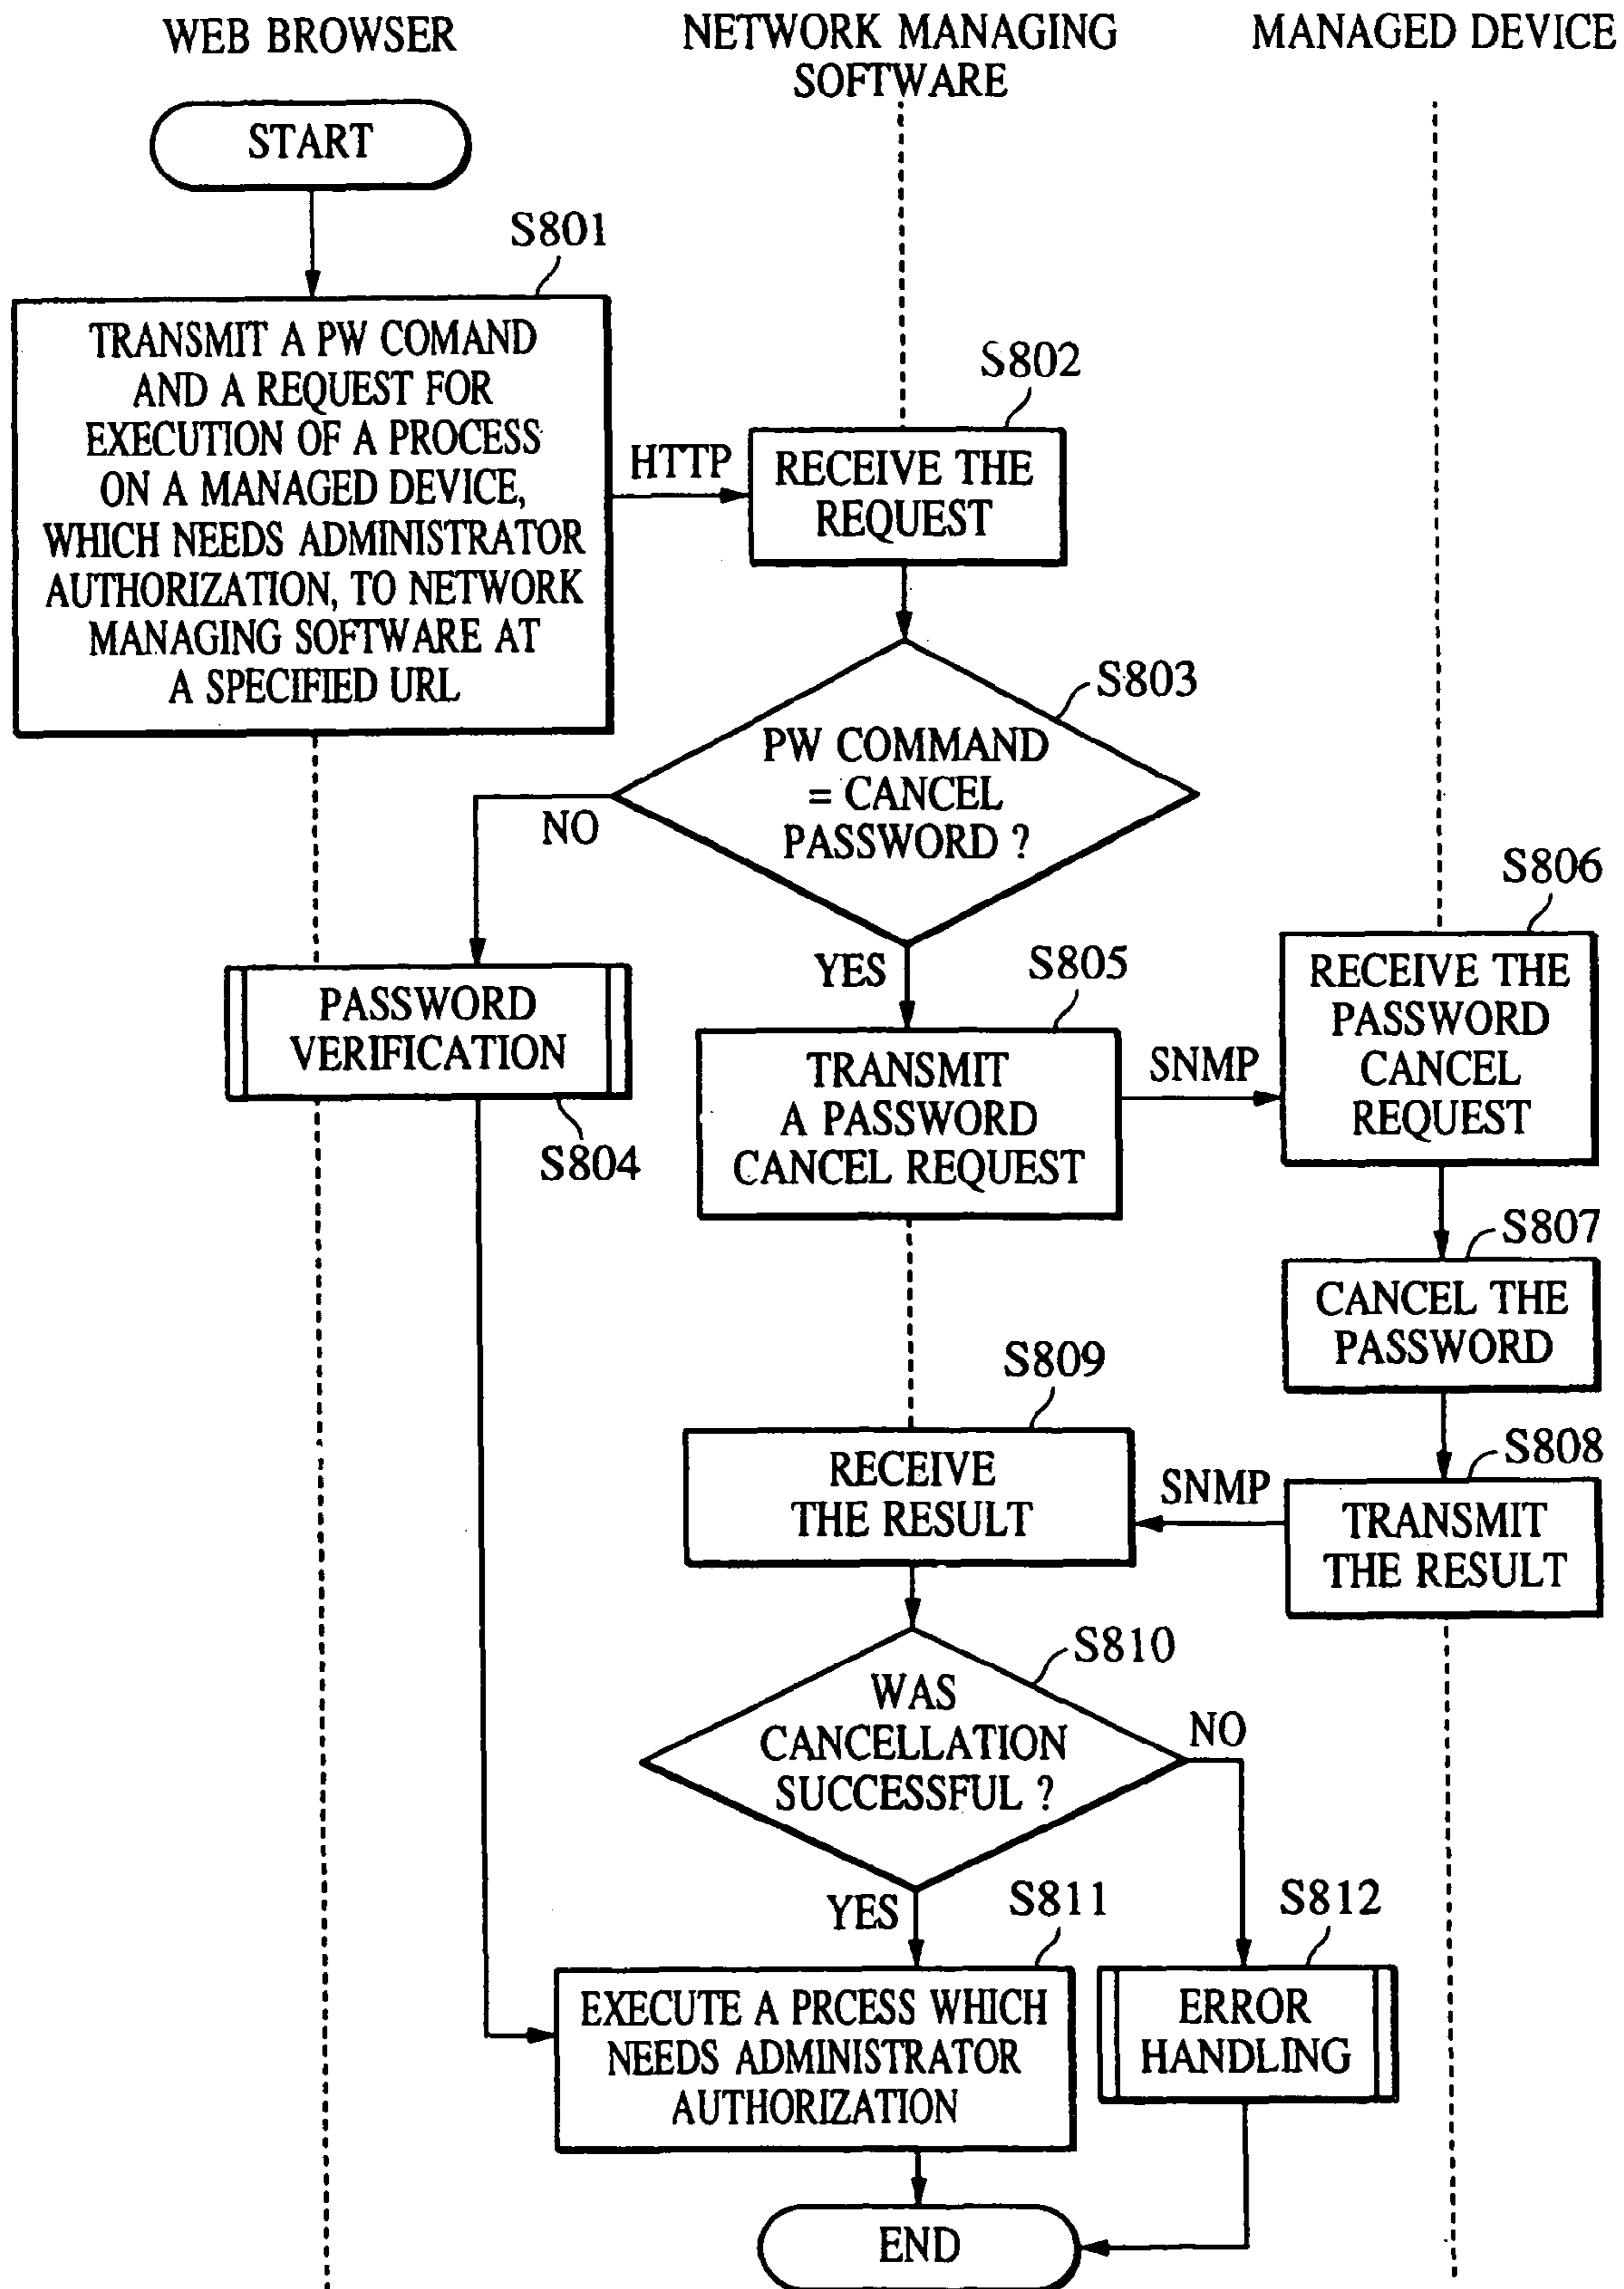 WEB BROWSER
NETWORK MANAGING
SOFTWARE
MANAGED DEVICE
START
S801
TRANSMIT A PW COMAND
AND A REQUEST FOR
EXECUTION OF A PROCESS
ON A MANAGED DEVICE,
WHICH NEEDS ADMINISTRATOR
AUTHORIZATION, TO NETWORK
MANAGING SOFTWARE AT
A SPECIFIED URL
HTTP
S802
RECEIVE THE
REQUEST
S803
PW COMMAND
= CANCEL
PASSWORD ?
NO
YES
PASSWORD
VERIFICATION
S804
S805
TRANSMIT
A PASSWORD
CANCEL REQUEST
SNMP
S806
RECEIVE THE
PASSWORD
CANCEL
REQUEST
S807
CANCEL THE
PASSWORD
S808
TRANSMIT
THE RESULT
SNMP
S809
RECEIVE
THE RESULT
S810
WAS
CANCELLATION
SUCCESSFUL ?
NO
YES
S811
EXECUTE A PRCESS WHICH
NEEDS ADMINISTRATOR
AUTHORIZATION
S812
ERROR
HANDLING
END